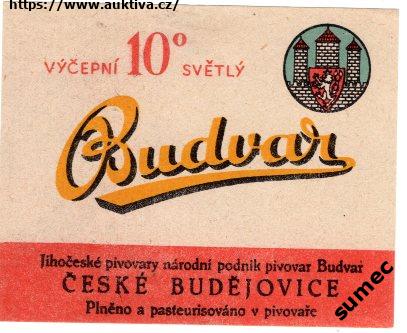 https://www.auktiva.cz/
VÝČEPNÍ 10° SVĚTLÝ
Budvar
Jihočeské pivovary národní podnik pivovar Budvar
ČESKÉ BUDĚJOVICE
Plněno a pasteurisováno v pivovaře
sumec